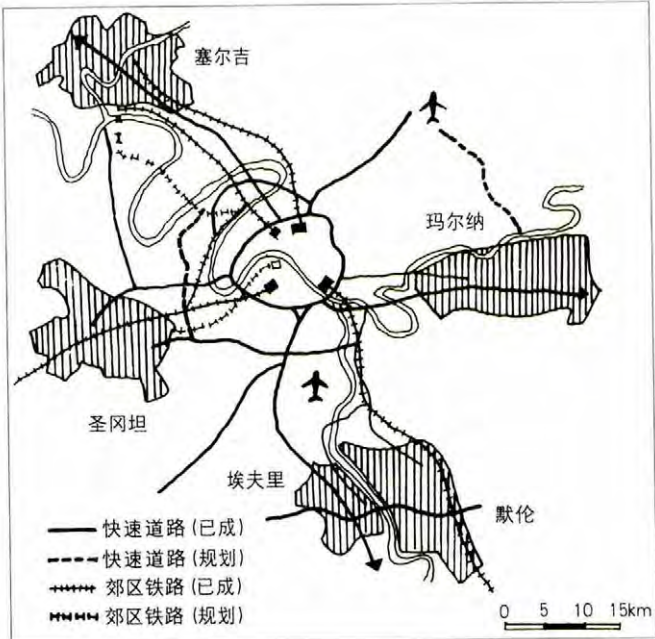 塞尔吉
玛尔纳
圣冈坦
埃夫里
默伦
快速道路(已成)
快速道路(规划)
郊区铁路(已成)
郊区铁路(规划)
0 5 10 15km